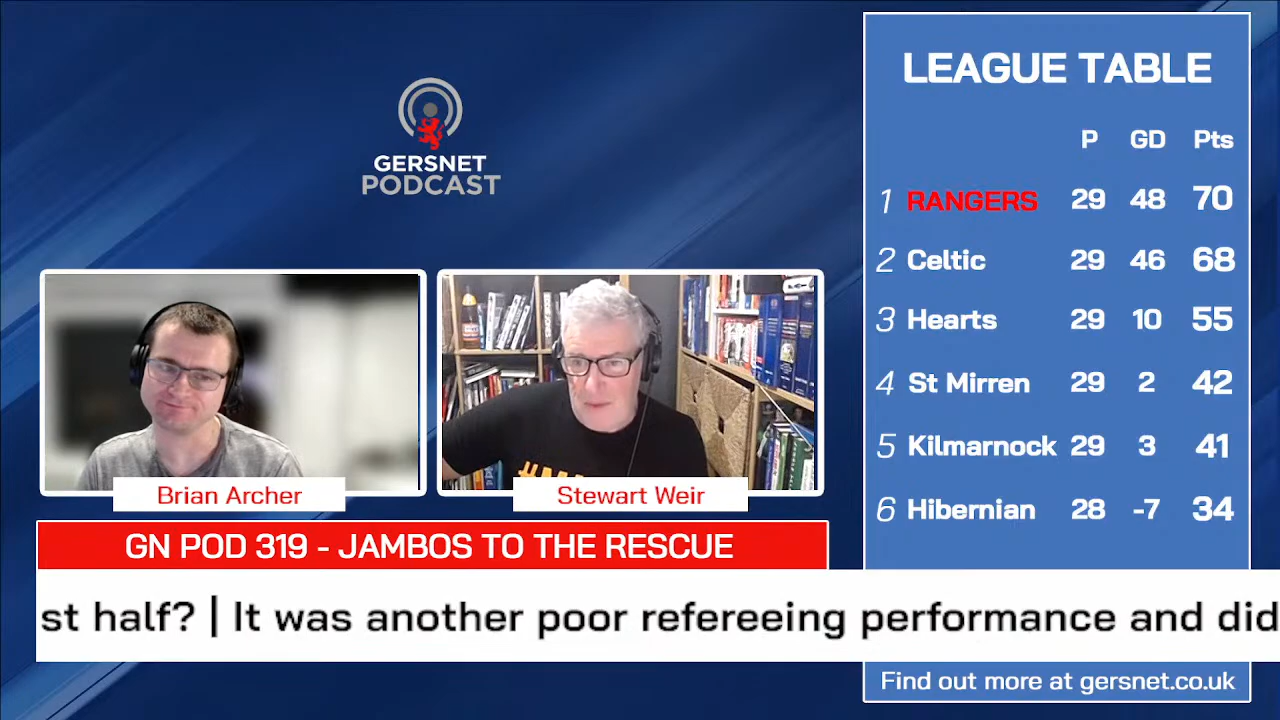 GERSNET
PODCAST
Brian Archer
Stewart Weir
GN POD 319 - JAMBOS TO THE RESCUE
st half? | It was another poor refereeing performance and did
LEAGUE TABLE
P GD Pts
1 RANGERS 29 48 70
2 Celtic 29 46 68
3 Hearts 29 10 55
4 St Mirren 29 2 42
5 Kilmarnock 29 3 41
6 Hibernian 28 -7 34
Find out more at gersnet.co.uk